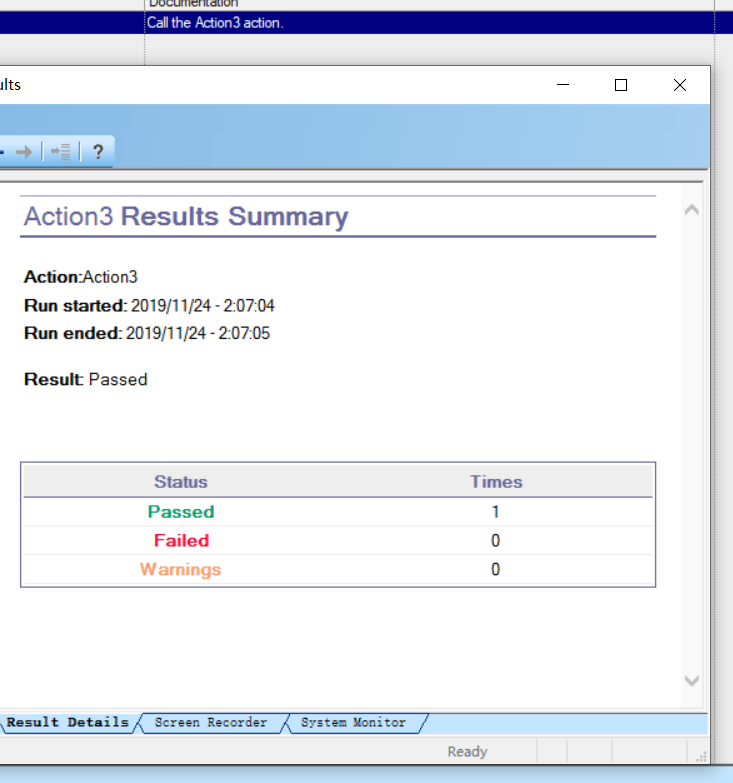 Documentation
Call the Action3 action.
ults
?
Action3 Results Summary
Action:Action3
Run started: 2019/11/24 - 2:07:04
Run ended: 2019/11/24 - 2:07:05
Result: Passed
Status Times
Passed 1
Failed 0
Warnings 0
Result Details Screen Recorder System Monitor
Ready